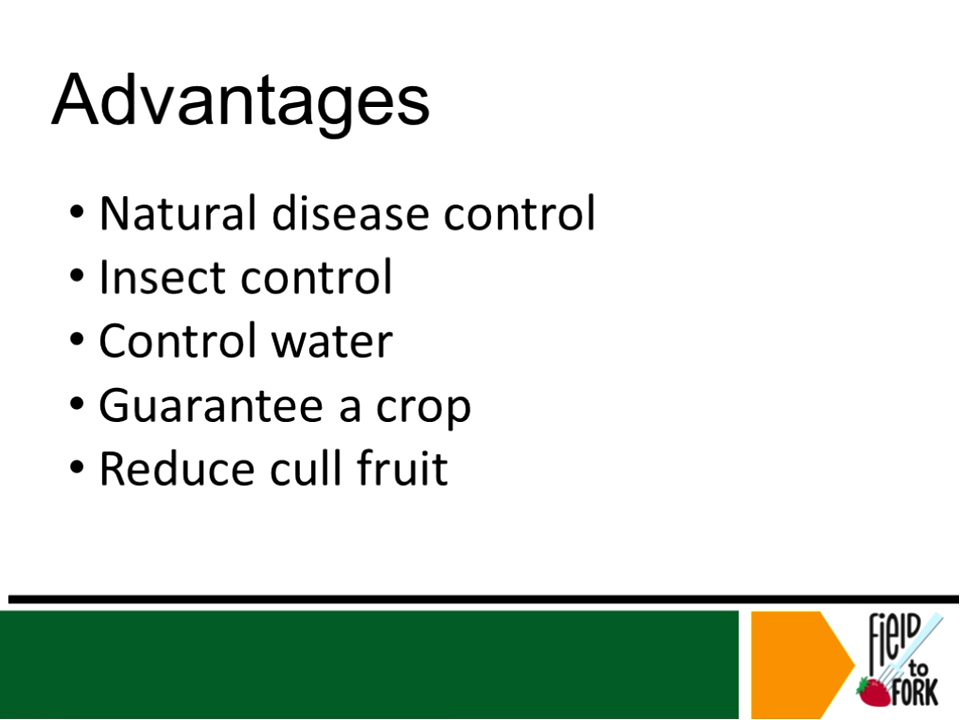 Advantages
• Natural disease control
• Insect control
• Control water
• Guarantee a crop
• Reduce cull fruit
FiElD
to
FORK